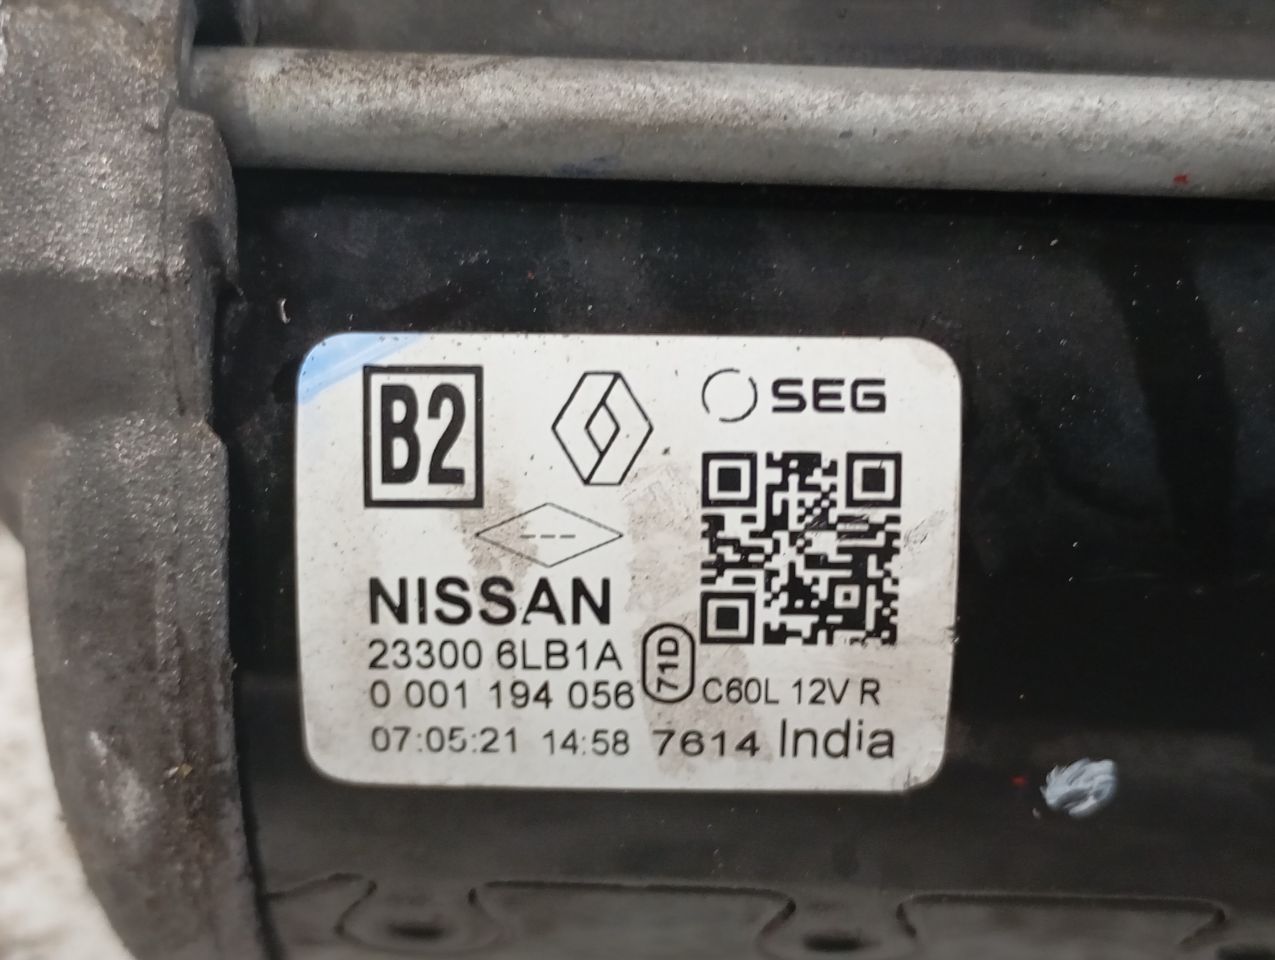 B2
SEG
NISSAN
23300 6LB1A
71D
0 001 194 056
C60L 12V R
07:05:21 14:58 7614 India